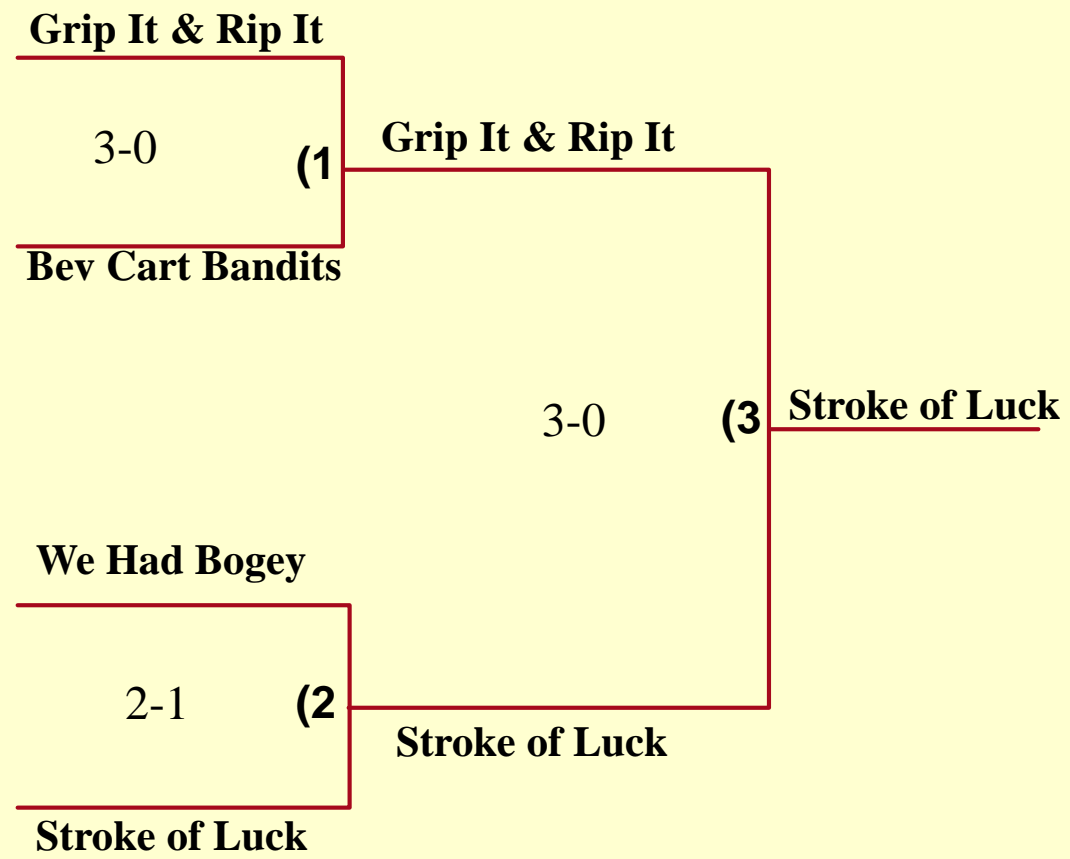 Grip It & Rip It
3-0
(1
Grip It & Rip It
Bev Cart Bandits
3-0
(3
Stroke of Luck
We Had Bogey
2-1
(2
Stroke of Luck
Stroke of Luck